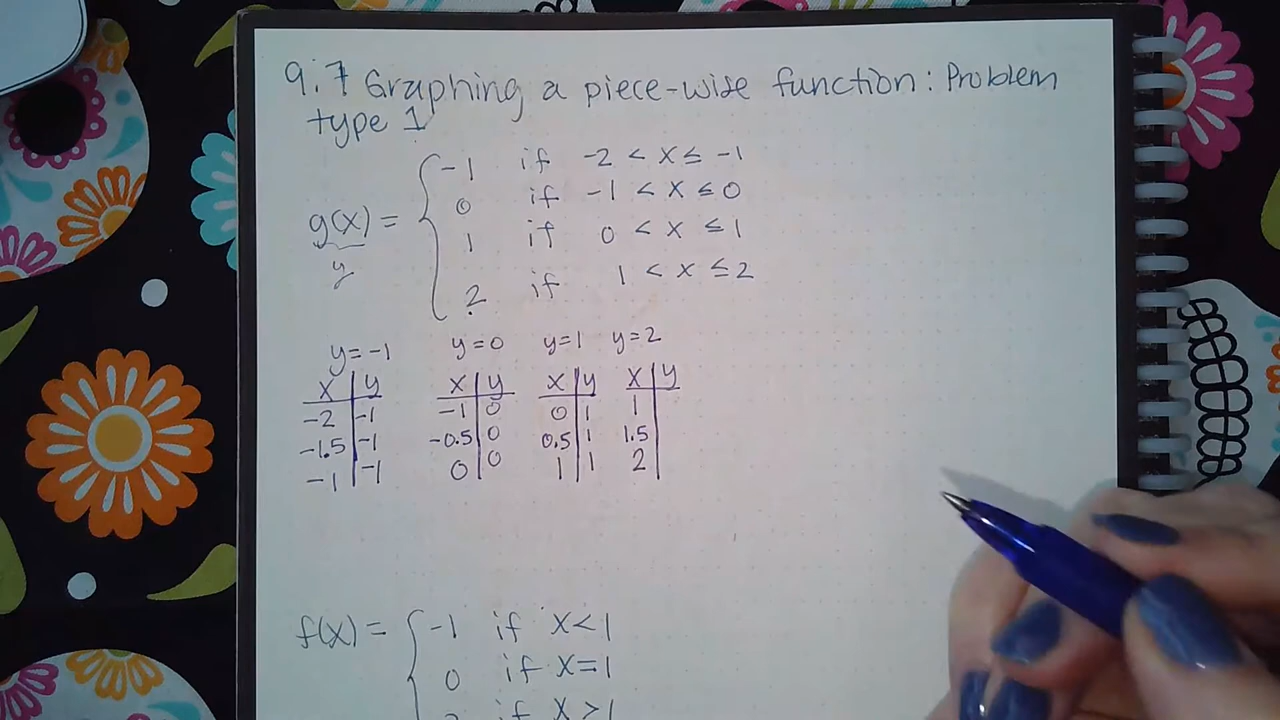 9.7 Graphing a piece-wise function: Problem
type 1
g(x) = { -1 if -2 < x ≤ -1
0 if -1 < x ≤ 0
1 if 0 < x ≤ 1
2 if 1 < x ≤ 2
y
y=-1 y=0 y=1 y=2
x y x y x y x y
-2 -1 -1 0 0 1 1
-1.5 -1 -0.5 0 0.5 1 1.5
-1 -1 0 0 1 1 2
f(x) = { -1 if x<1
0 if x=1
if x>1